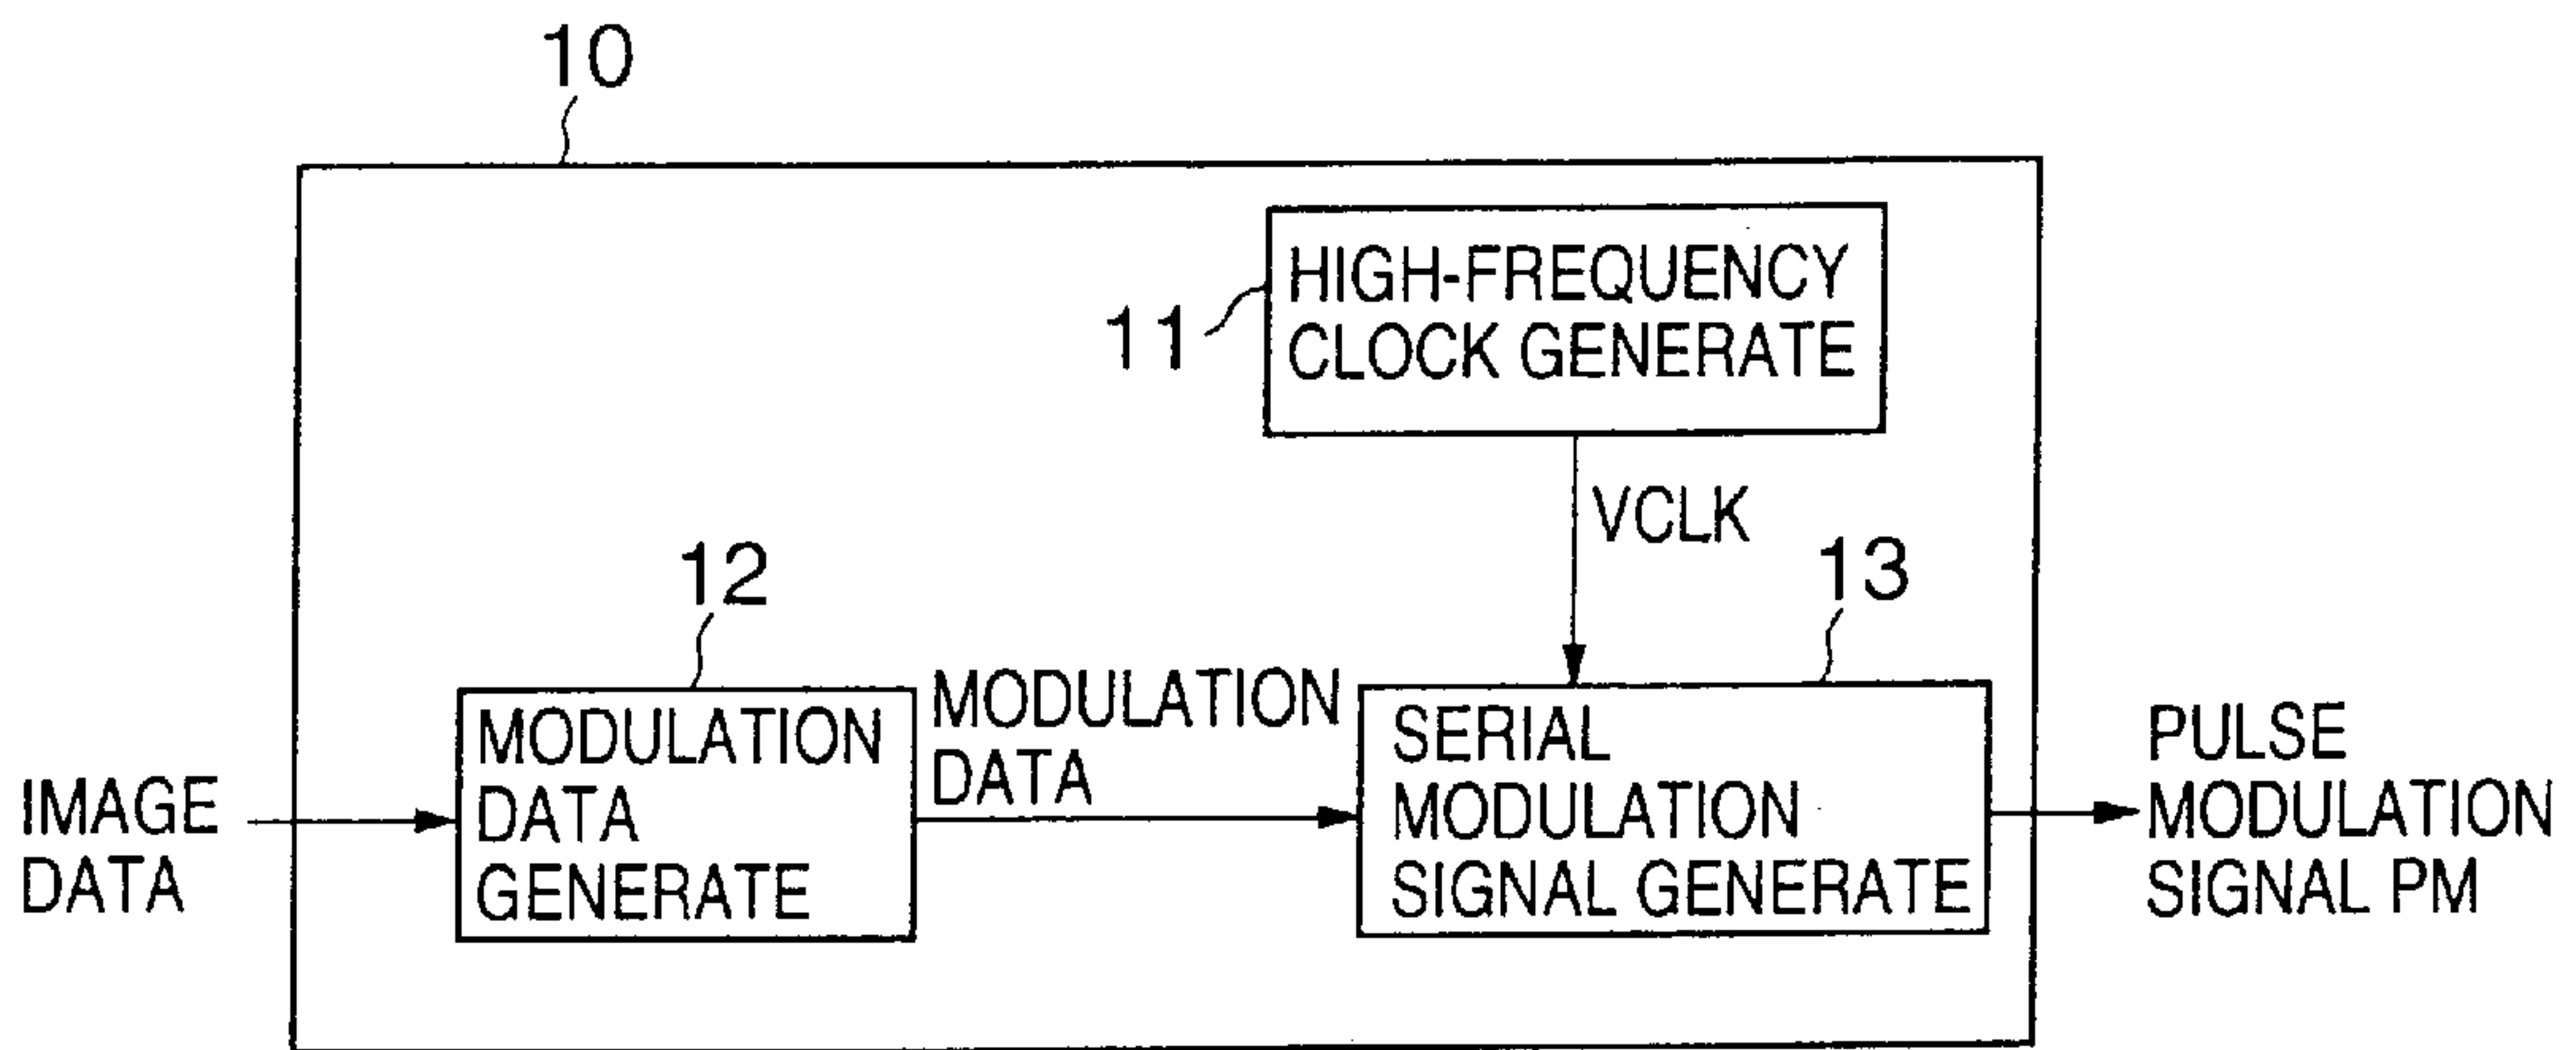 10
11
HIGH-FREQUENCY
CLOCK GENERATE
VCLK
12
13
IMAGE
DATA
MODULATION
DATA
GENERATE
MODULATION
DATA
SERIAL
MODULATION
SIGNAL GENERATE
PULSE
MODULATION
SIGNAL PM